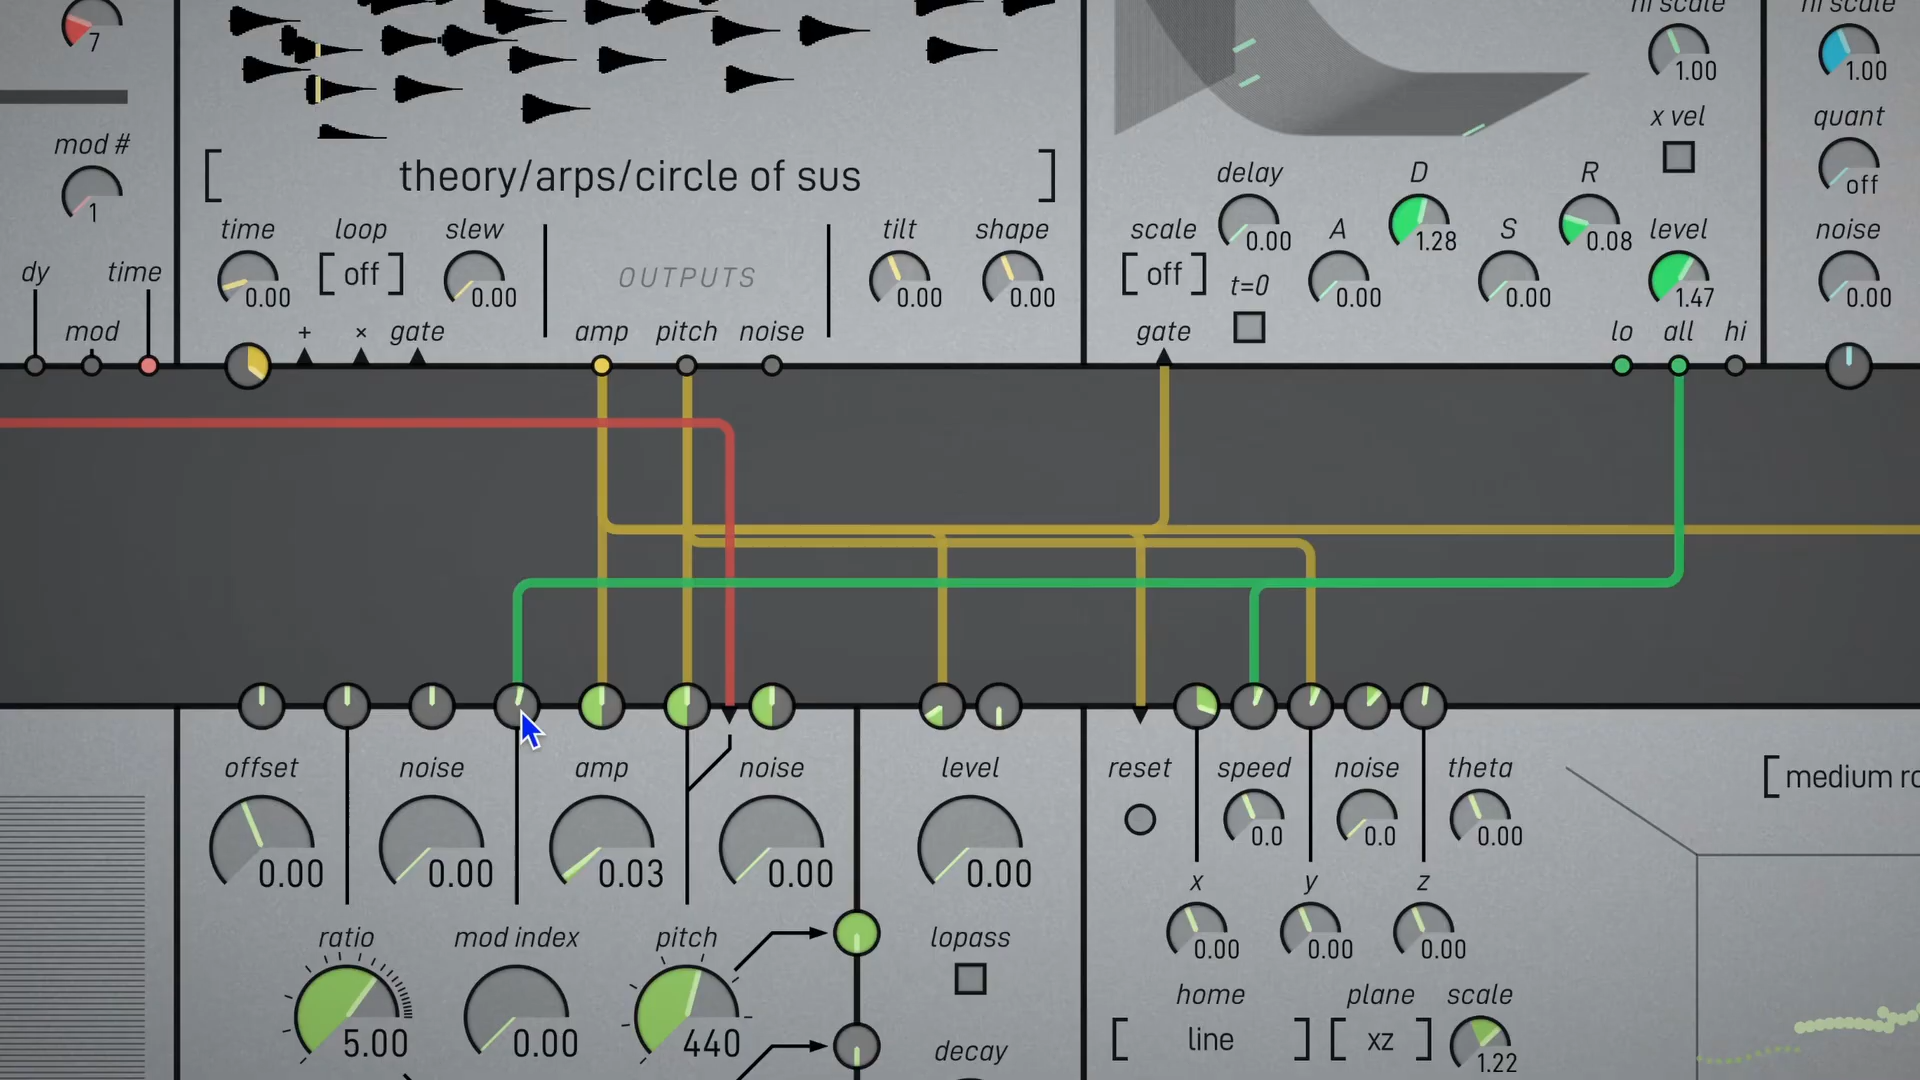 hi scale
hi scale
7
1.00
1.00
mod #
x vel
quant
1
off
theory/arps/circle of sus
delay
D
R
0.00
1.28
0.08
time
loop
slew
tilt
shape
scale
A
S
level
noise
[ off ]
OUTPUTS
[ off ]
0.00
0.00
0.00
0.00
0.00
0.00
1.47
0.00
dy
time
t=0
mod
+
×
gate
amp
pitch
noise
gate
lo
all
hi
offset
noise
amp
noise
level
reset
speed
noise
theta
[ medium ro
0.00
0.00
0.03
0.00
0.00
0.0
0.0
0.00
x
y
z
ratio
mod index
pitch
lopass
0.00
0.00
0.00
home
plane
scale
5.00
0.00
440
decay
[ line ]
[ xz ]
1.22